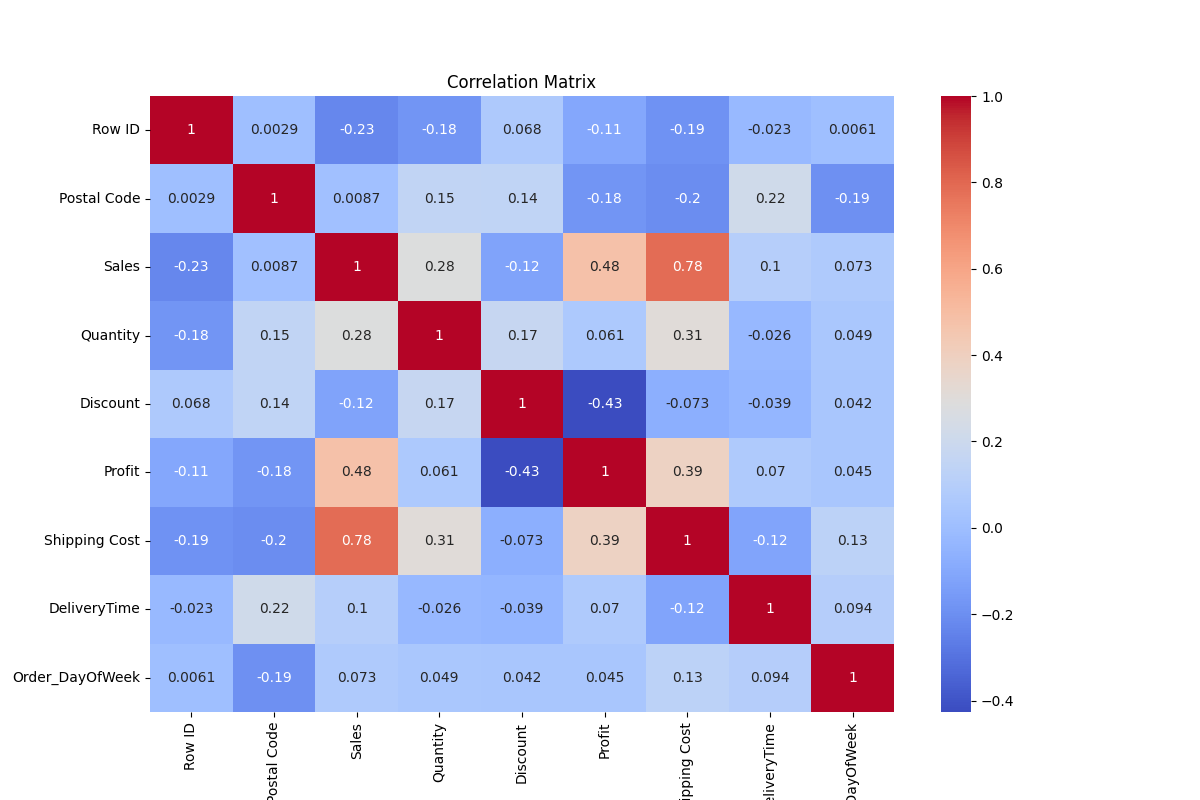 Correlation Matrix
Row ID 1 0.0029 -0.23 -0.18 0.068 -0.11 -0.19 -0.023 0.0061
Postal Code 0.0029 1 0.0087 0.15 0.14 -0.18 -0.2 0.22 -0.19
Sales -0.23 0.0087 1 0.28 -0.12 0.48 0.78 0.1 0.073
Quantity -0.18 0.15 0.28 1 0.17 0.061 0.31 -0.026 0.049
Discount 0.068 0.14 -0.12 0.17 1 -0.43 -0.073 -0.039 0.042
Profit -0.11 -0.18 0.48 0.061 -0.43 1 0.39 0.07 0.045
Shipping Cost -0.19 -0.2 0.78 0.31 -0.073 0.39 1 -0.12 0.13
DeliveryTime -0.023 0.22 0.1 -0.026 -0.039 0.07 -0.12 1 0.094
Order_DayOfWeek 0.0061 -0.19 0.073 0.049 0.042 0.045 0.13 0.094 1
Row ID
Postal Code
Sales
Quantity
Discount
Profit
ipping Cost
eliveryTime
DayOfWeek
1.0
0.8
0.6
0.4
0.2
0.0
−0.2
−0.4